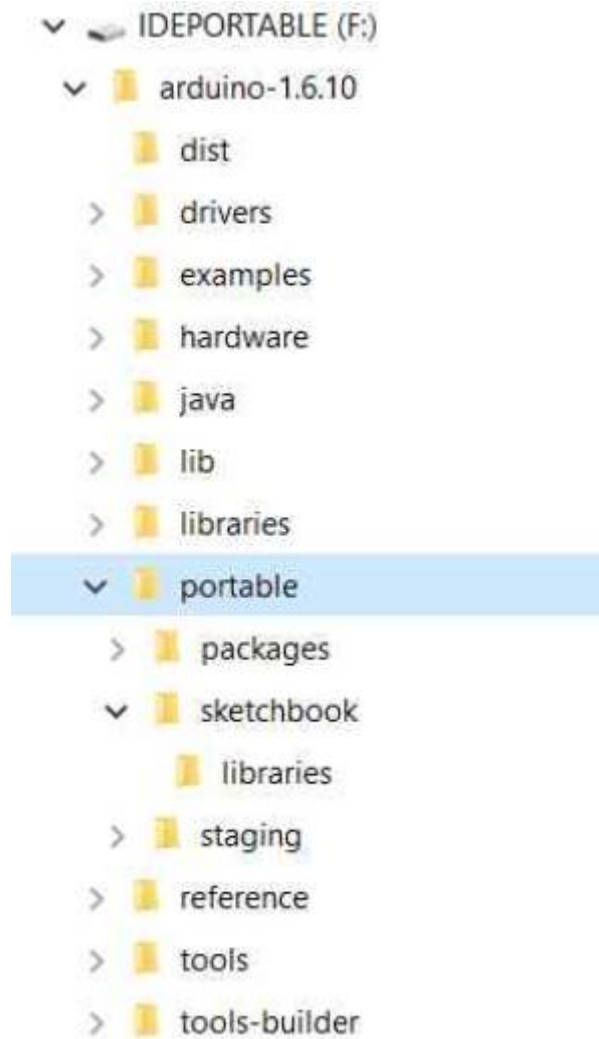 IDEPORTABLE (F:)
arduino-1.6.10
dist
drivers
examples
hardware
java
lib
libraries
portable
packages
sketchbook
libraries
staging
reference
tools
tools-builder